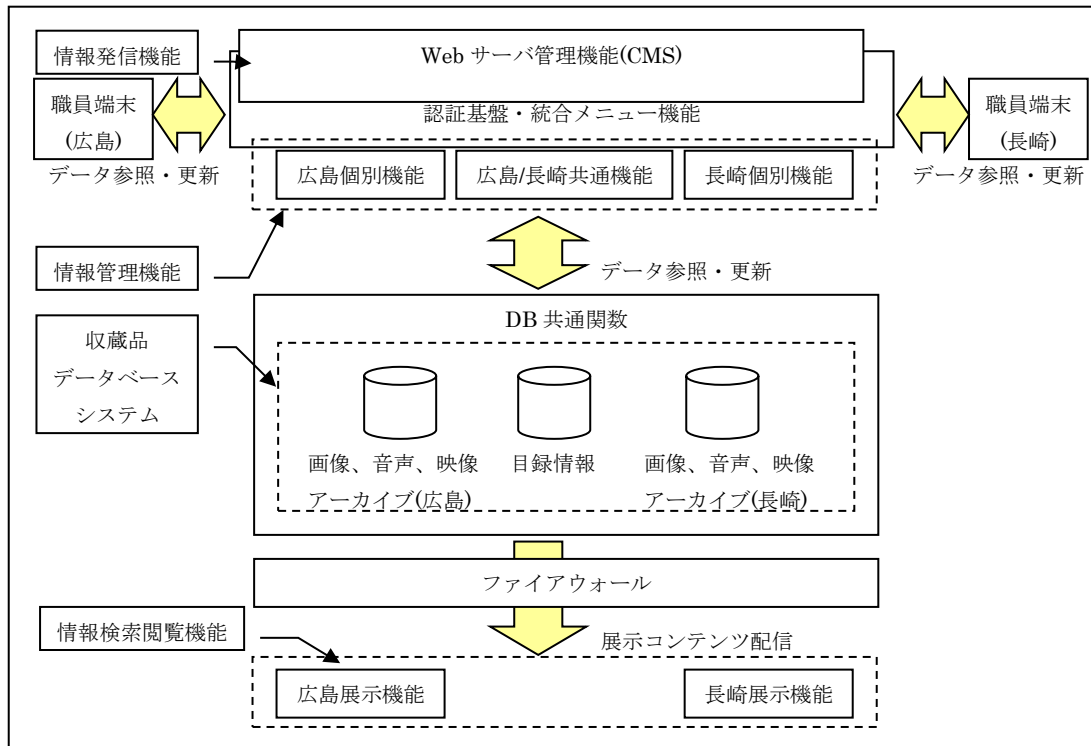 情報発信機能
Web サーバ管理機能(CMS)
職員端末
(広島)
認証基盤・統合メニュー機能
職員端末
(長崎)
データ参照・更新
データ参照・更新
広島個別機能
広島/長崎共通機能
長崎個別機能
情報管理機能
データ参照・更新
DB 共通関数
収蔵品
データベース
システム
画像、音声、映像
アーカイブ(広島)
目録情報
画像、音声、映像
アーカイブ(長崎)
ファイアウォール
情報検索閲覧機能
展示コンテンツ配信
広島展示機能
長崎展示機能